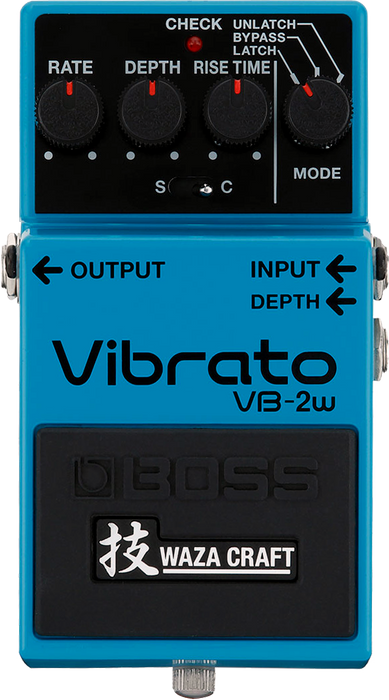 CHECK
UNLATCH
BYPASS
LATCH
RATE DEPTH RISE TIME
MODE
S C
OUTPUT INPUT
DEPTH
Vibrato
VB-2w
BOSS
技 WAZA CRAFT